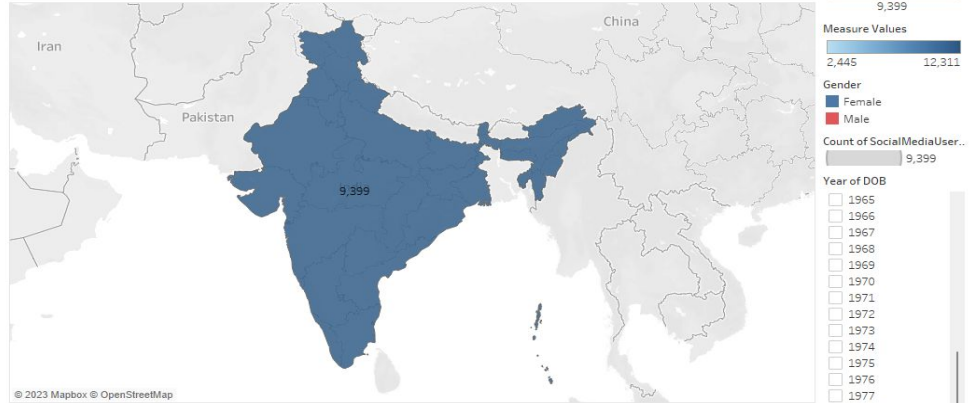 China
Iran
Pakistan
9,399
© 2023 Mapbox © OpenStreetMap
9,399
Measure Values
2,445 12,311
Gender
Female
Male
Count of SocialMediaUser..
9,399
Year of DOB
1965
1966
1967
1968
1969
1970
1971
1972
1973
1974
1975
1976
1977